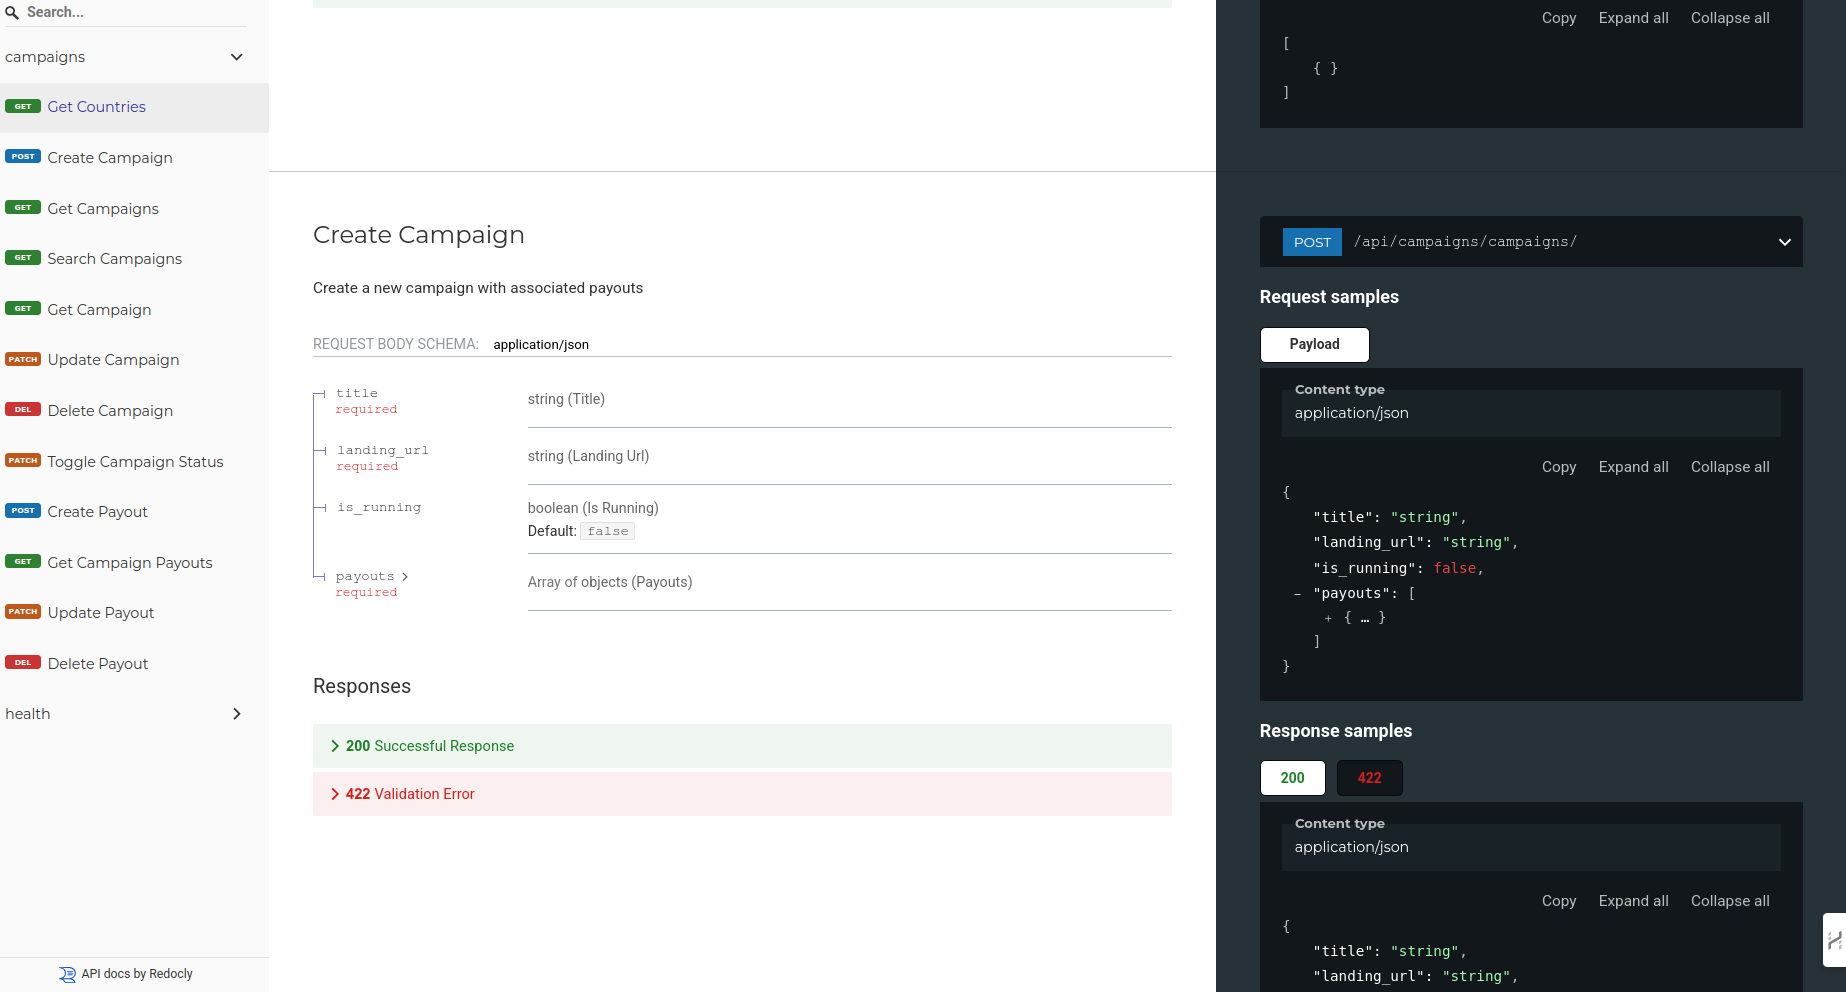 Search...
campaigns
GET Get Countries
POST Create Campaign
GET Get Campaigns
GET Search Campaigns
GET Get Campaign
PATCH Update Campaign
DEL Delete Campaign
PATCH Toggle Campaign Status
POST Create Payout
GET Get Campaign Payouts
PATCH Update Payout
DEL Delete Payout
health
API docs by Redocly
Create Campaign
Create a new campaign with associated payouts
REQUEST BODY SCHEMA: application/json
title
required
string (Title)
landing_url
required
string (Landing Url)
is_running
boolean (Is Running)
Default: false
payouts
required
Array of objects (Payouts)
Responses
200 Successful Response
422 Validation Error
Copy Expand all Collapse all
[
{ }
]
POST /api/campaigns/campaigns/
Request samples
Payload
Content type
application/json
Copy Expand all Collapse all
{
"title": "string",
"landing_url": "string",
"is_running": false,
- "payouts": [
+ { … }
]
}
Response samples
200 422
Content type
application/json
Copy Expand all Collapse all
{
"title": "string",
"landing_url": "string",